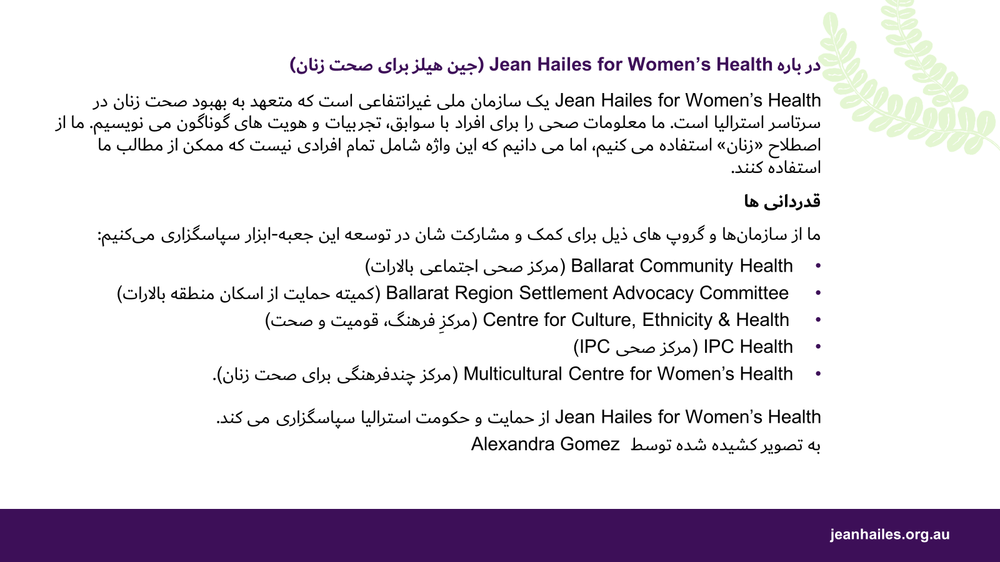 در باره Jean Hailes for Women’s Health (جین هیلز برای صحت زنان)
Jean Hailes for Women’s Health یک سازمان ملی غیرانتفاعی است که متعهد به بهبود صحت زنان در
سرتاسر استرالیا است. ما معلومات صحی را برای افراد با سوابق، تجربیات و هویت های گوناگون می نویسیم. ما از
اصطلاح «زنان» استفاده می کنیم، اما می دانیم که این واژه شامل تمام افرادی نیست که ممکن از مطالب ما
استفاده کنند.
قدردانی ها
ما از سازمان‌ها و گروپ های ذیل برای کمک و مشارکت شان در توسعه این جعبه-ابزار سپاسگزاری می‌کنیم:
• Ballarat Community Health (مرکز صحی اجتماعی بالارات)
• Ballarat Region Settlement Advocacy Committee (کمیته حمایت از اسکان منطقه بالارات)
• Centre for Culture, Ethnicity & Health (مرکزِ فرهنگ، قومیت و صحت)
• IPC Health (مرکز صحی IPC)
• Multicultural Centre for Women’s Health (مرکز چندفرهنگی برای صحت زنان).
Jean Hailes for Women’s Health از حمایت و حکومت استرالیا سپاسگزاری می کند.
به تصویر کشیده شده توسط Alexandra Gomez
jeanhailes.org.au